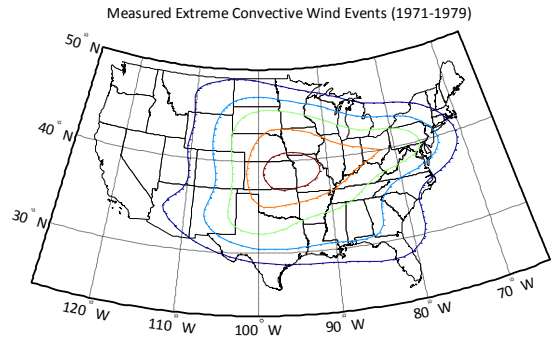 Measured Extreme Convective Wind Events (1971-1979)
50° N
40° N
30° N
120° W
110° W
100° W
90° W
80° W
70° W